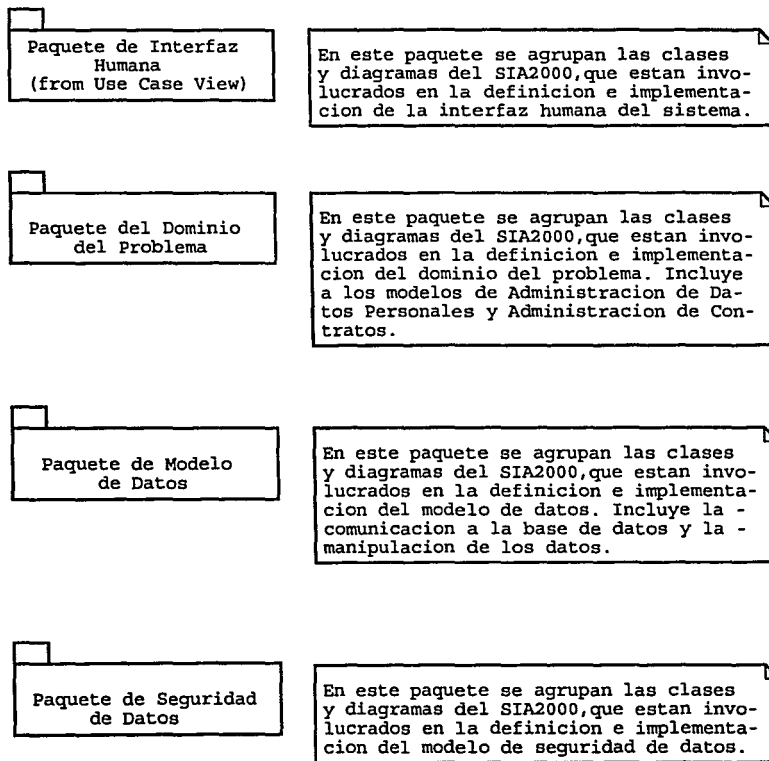 Paquete de Interfaz
Humana
(from Use Case View)
En este paquete se agrupan las clases
y diagramas del SIA2000,que estan invo-
lucrados en la definicion e implementa-
cion de la interfaz humana del sistema.
Paquete del Dominio
del Problema
En este paquete se agrupan las clases
y diagramas del SIA2000,que estan invo-
lucrados en la definicion e implementa-
cion del dominio del problema. Incluye
a los modelos de Administracion de Da-
tos Personales y Administracion de Con-
tratos.
Paquete de Modelo
de Datos
En este paquete se agrupan las clases
y diagramas del SIA2000,que estan invo-
lucrados en la definicion e implementa-
cion del modelo de datos. Incluye la -
comunicacion a la base de datos y la -
manipulacion de los datos.
Paquete de Seguridad
de Datos
En este paquete se agrupan las clases
y diagramas del SIA2000,que estan invo-
lucrados en la definicion e implementa-
cion del modelo de seguridad de datos.